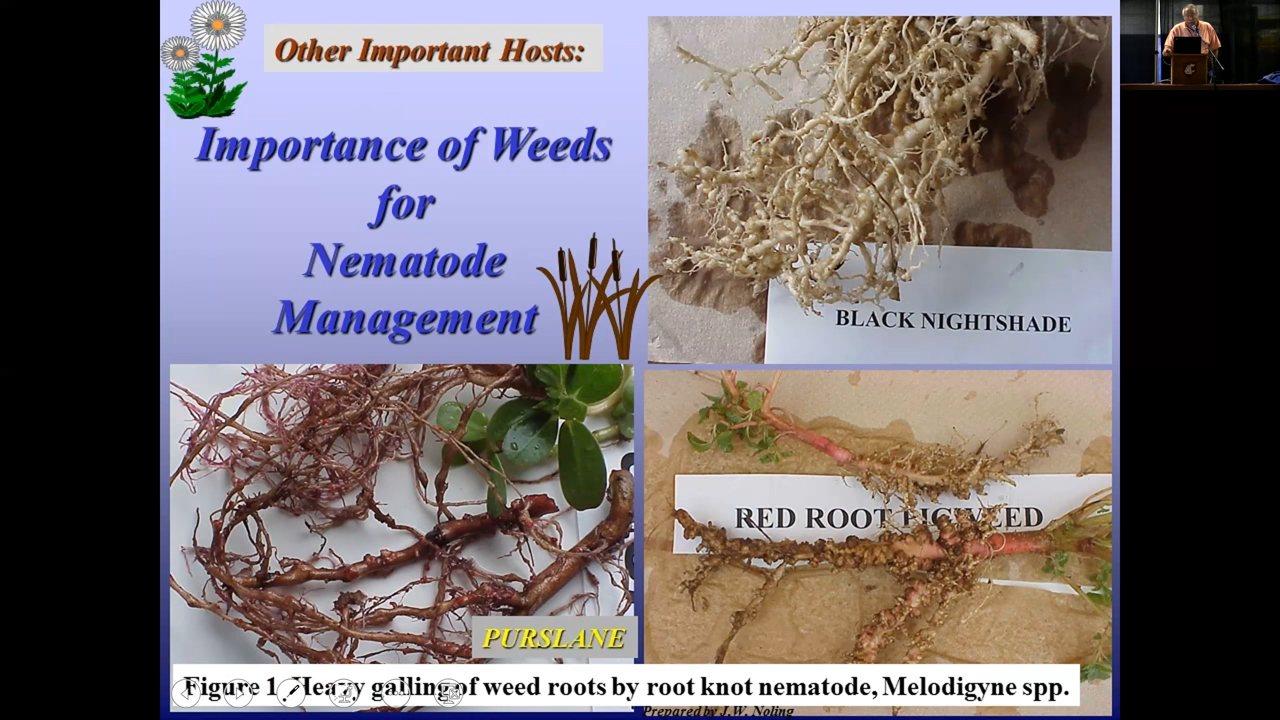 Other Important Hosts:
Importance of Weeds
for
Nematode
Management
BLACK NIGHTSHADE
RED ROOT PIGWEED
PURSLANE
Figure 1. Heavy galling of weed roots by root knot nematode, Melodigyne spp.
Prepared by J.W. Noling